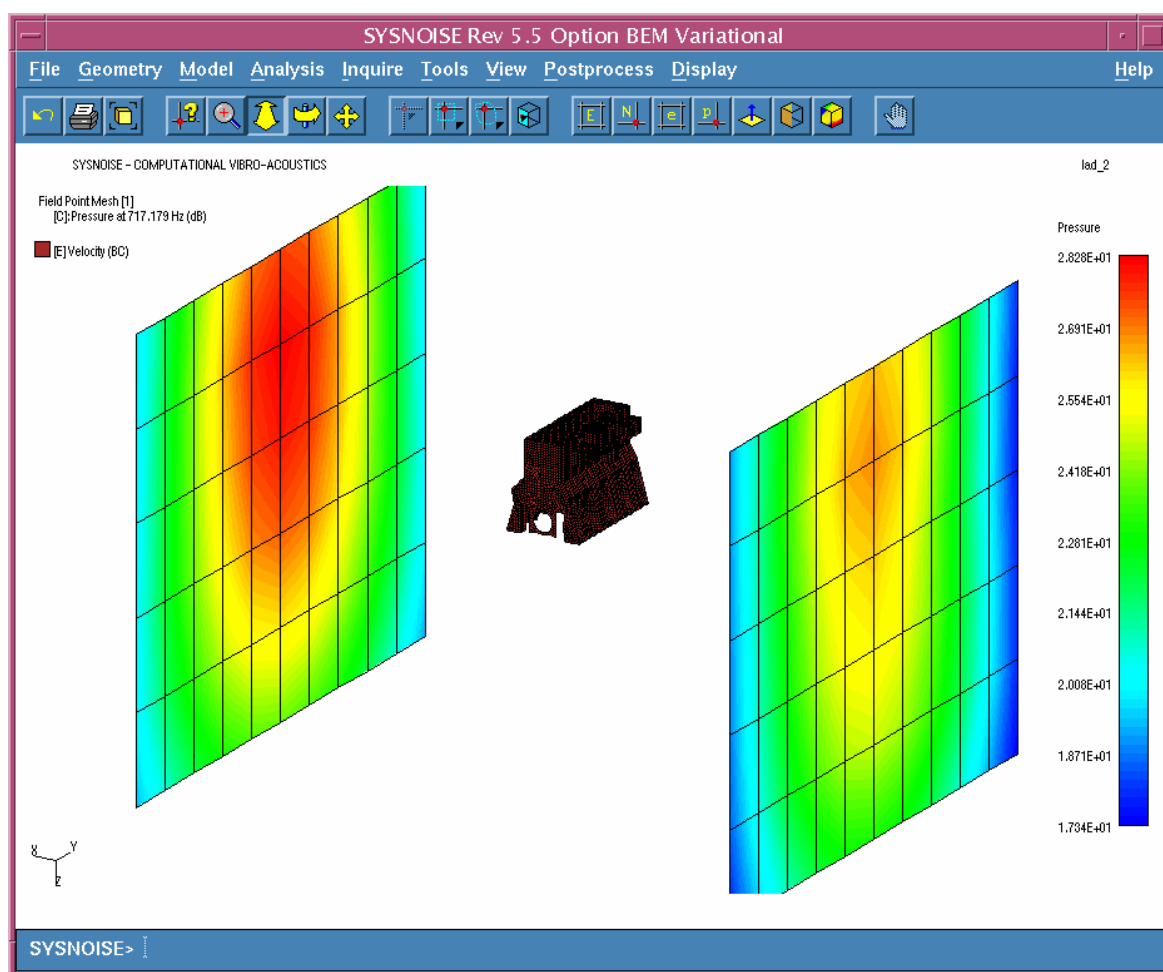 SYSNOISE Rev 5.5 Option BEM Variational
File Geometry Model Analysis Inquire Tools View Postprocess Display Help
? E N e p
SYSNOISE - COMPUTATIONAL VIBRO-ACOUSTICS
lad_2
Field Point Mesh [1]
[C]:Pressure at 717.179 Hz (dB)
[E] Velocity (BC)
Pressure
2.828E+01
2.691E+01
2.554E+01
2.418E+01
2.281E+01
2.144E+01
2.008E+01
1.871E+01
1.734E+01
X Y
Z
SYSNOISE>